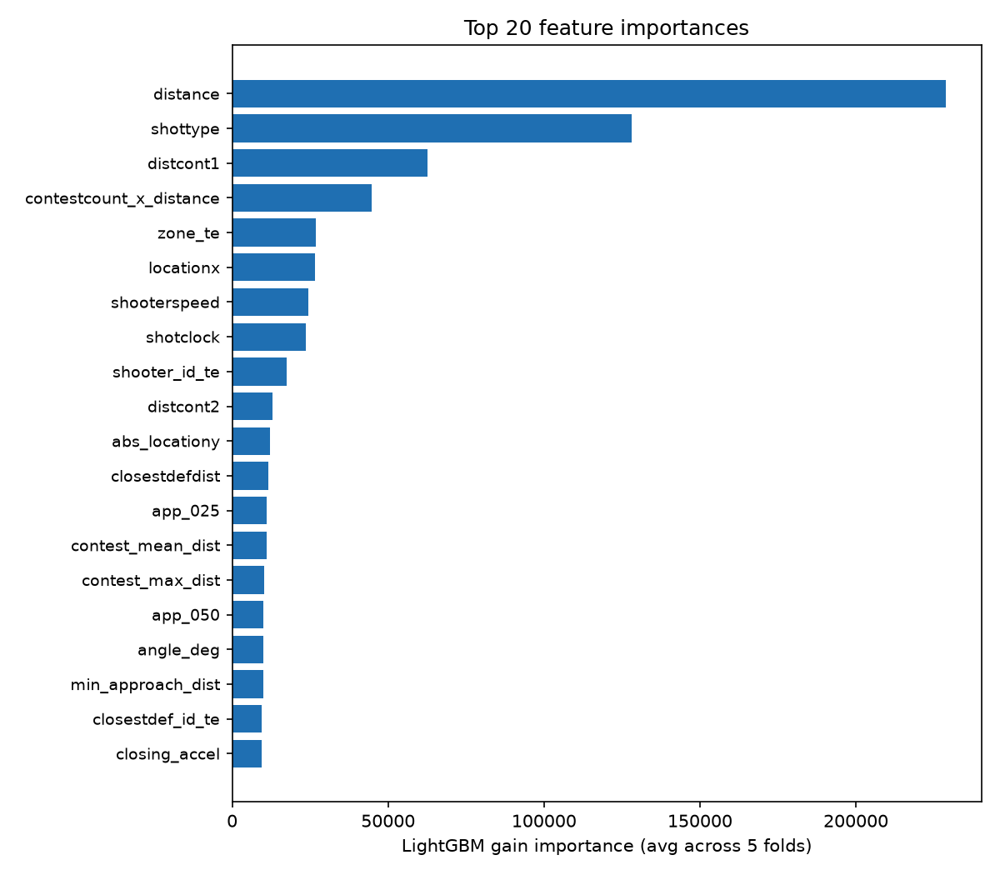 Top 20 feature importances
distance
shottype
distcont1
contestcount_x_distance
zone_te
locationx
shooterspeed
shotclock
shooter_id_te
distcont2
abs_locationy
closestdefdist
app_025
contest_mean_dist
contest_max_dist
app_050
angle_deg
min_approach_dist
closestdef_id_te
closing_accel
0 50000 100000 150000 200000
LightGBM gain importance (avg across 5 folds)